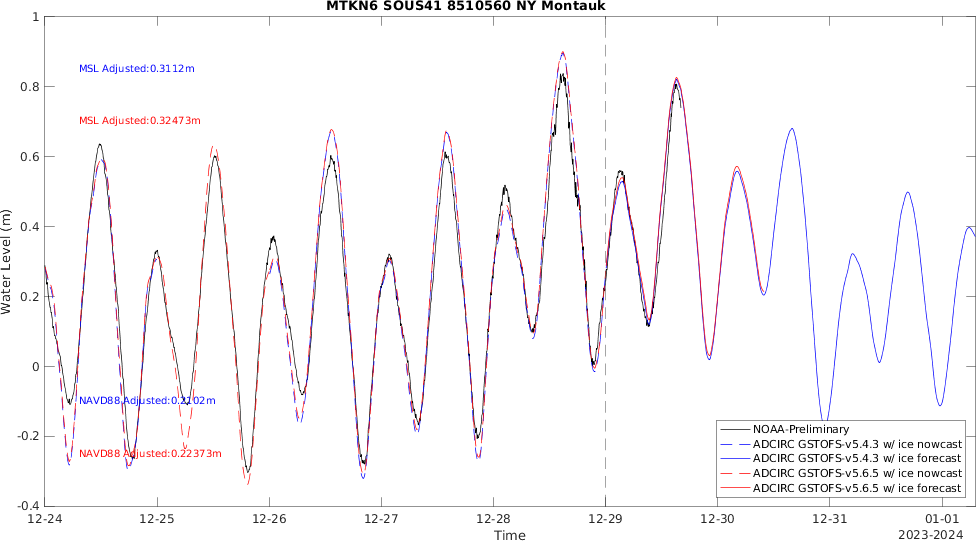 MTKN6 SOUS41 8510560 NY Montauk
1
0.8
0.6
0.4
0.2
0
-0.2
-0.4
Water Level (m)
MSL Adjusted:0.3112m
MSL Adjusted:0.32473m
NAVD88 Adjusted:0.2102m
NAVD88 Adjusted:0.22373m
NOAA-Preliminary
ADCIRC GSTOFS-v5.4.3 w/ ice nowcast
ADCIRC GSTOFS-v5.4.3 w/ ice forecast
ADCIRC GSTOFS-v5.6.5 w/ ice nowcast
ADCIRC GSTOFS-v5.6.5 w/ ice forecast
12-24 12-25 12-26 12-27 12-28 12-29 12-30 12-31 01-01
Time
2023-2024